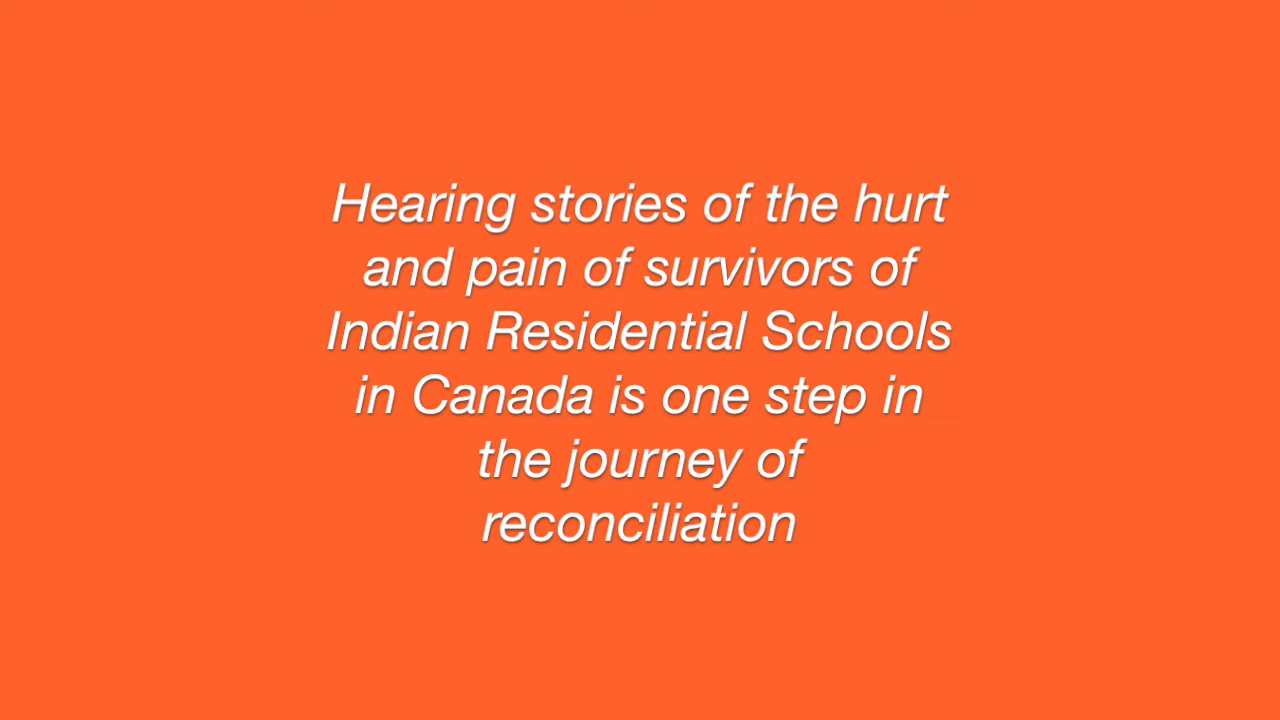 Hearing stories of the hurt
and pain of survivors of
Indian Residential Schools
in Canada is one step in
the journey of
reconciliation